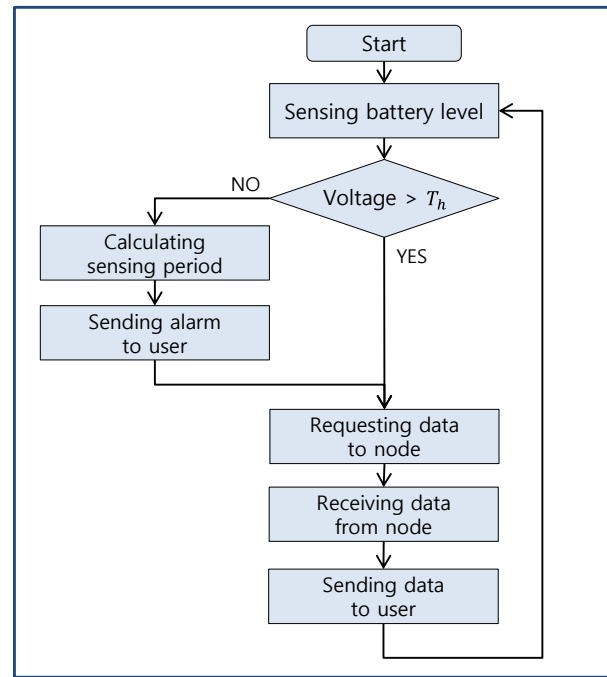 Start
Sensing battery level
Voltage > Tₕ
NO
YES
Calculating
sensing period
Sending alarm
to user
Requesting data
to node
Receiving data
from node
Sending data
to user